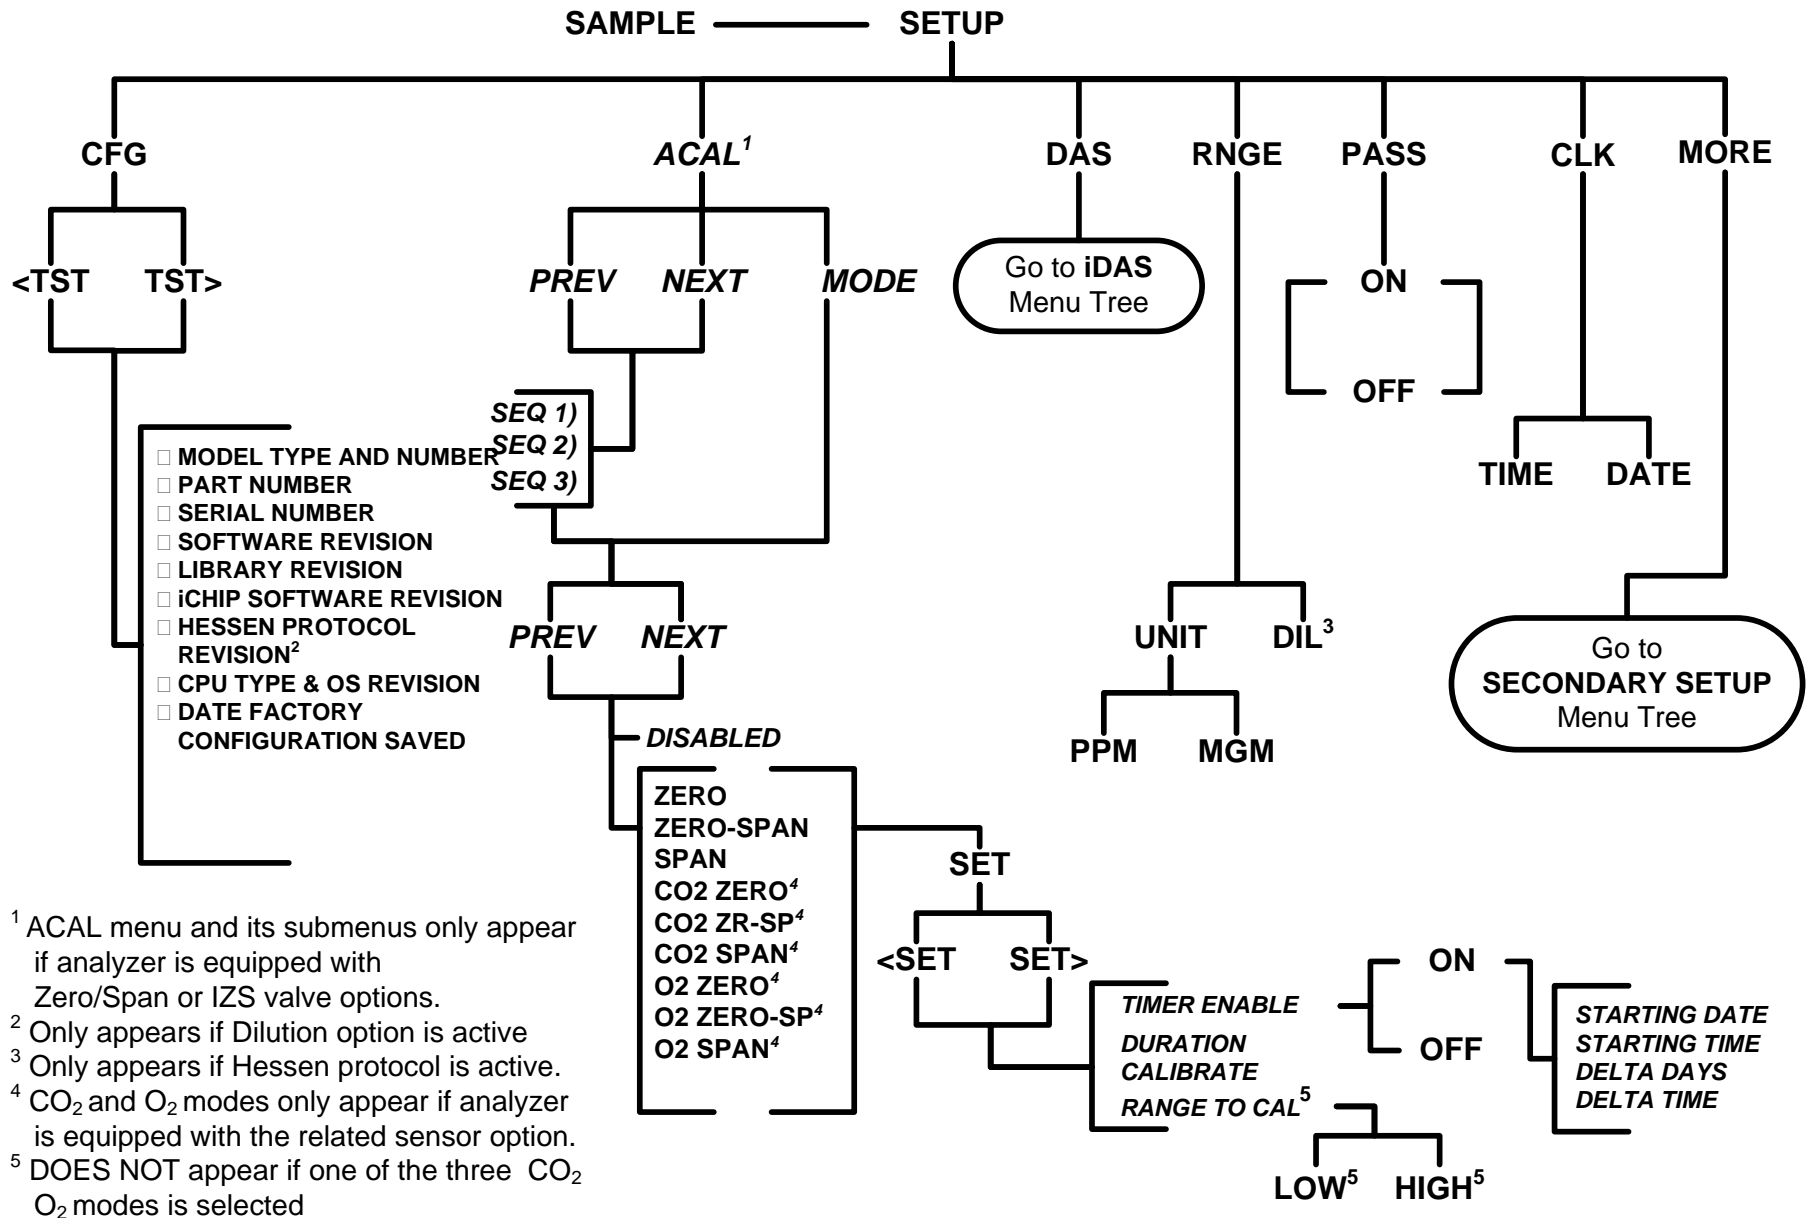 SAMPLE SETUP
CFG ACAL¹ DAS RNGE PASS CLK MORE
<TST TST>
PREV NEXT MODE
Go to iDAS
Menu Tree
ON
OFF
SEQ 1)
SEQ 2)
SEQ 3)
TIME DATE
MODEL TYPE AND NUMBER
PART NUMBER
SERIAL NUMBER
SOFTWARE REVISION
LIBRARY REVISION
iCHIP SOFTWARE REVISION
HESSEN PROTOCOL
REVISION²
CPU TYPE & OS REVISION
DATE FACTORY
CONFIGURATION SAVED
PREV NEXT
UNIT DIL³
PPM MGM
Go to
SECONDARY SETUP
Menu Tree
DISABLED
ZERO
ZERO-SPAN
SPAN
CO2 ZERO⁴
CO2 ZR-SP⁴
CO2 SPAN⁴
O2 ZERO⁴
O2 ZERO-SP⁴
O2 SPAN⁴
SET
<SET SET>
TIMER ENABLE
DURATION
CALIBRATE
RANGE TO CAL⁵
ON
OFF
STARTING DATE
STARTING TIME
DELTA DAYS
DELTA TIME
LOW⁵ HIGH⁵
¹ ACAL menu and its submenus only appear
if analyzer is equipped with
Zero/Span or IZS valve options.
² Only appears if Dilution option is active
³ Only appears if Hessen protocol is active.
⁴ CO₂ and O₂ modes only appear if analyzer
is equipped with the related sensor option.
⁵ DOES NOT appear if one of the three CO₂
O₂ modes is selected